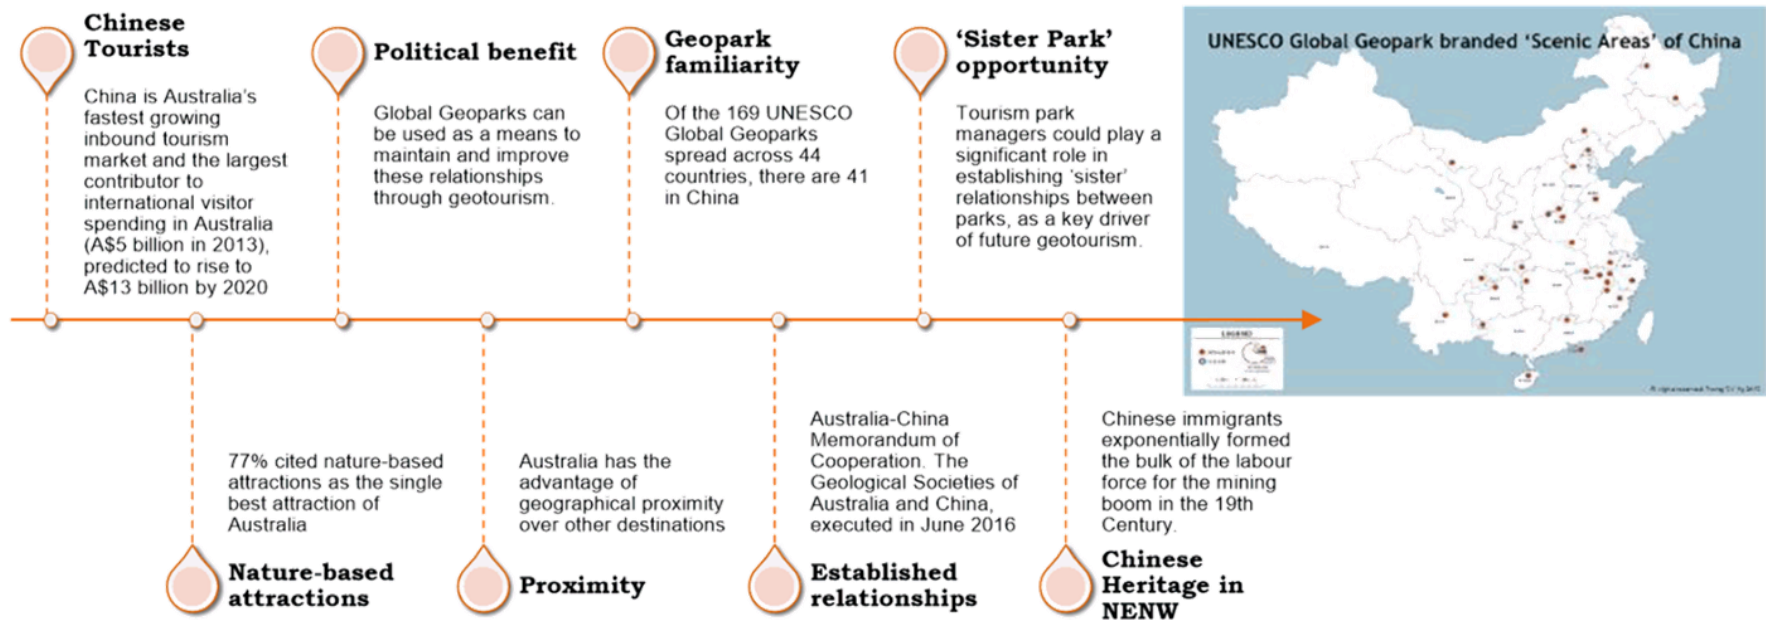 Chinese
Tourists
China is Australia's
fastest growing
inbound tourism
market and the largest
contributor to
international visitor
spending in Australia
(A$5 billion in 2013),
predicted to rise to
A$13 billion by 2020
Political benefit
Global Geoparks can
be used as a means to
maintain and improve
these relationships
through geotourism.
Geopark
familiarity
Of the 169 UNESCO
Global Geoparks
spread across 44
countries, there are 41
in China
‘Sister Park’
opportunity
Tourism park
managers could play a
significant role in
establishing ‘sister’
relationships between
parks, as a key driver
of future geotourism.
UNESCO Global Geopark branded ‘Scenic Areas’ of China
LEGEND
77% cited nature-based
attractions as the single
best attraction of
Australia
Nature-based
attractions
Australia has the
advantage of
geographical proximity
over other destinations
Proximity
Australia-China
Memorandum of
Cooperation. The
Geological Societies of
Australia and China,
executed in June 2016
Established
relationships
Chinese immigrants
exponentially formed
the bulk of the labour
force for the mining
boom in the 19th
Century.
Chinese
Heritage in
NENW